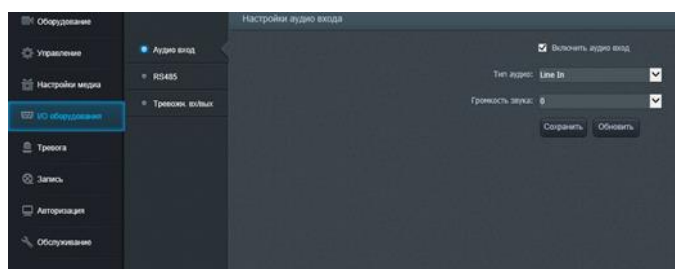 Оборудование
Управление
Настройки медиа
I/O оборудования
Тревога
Запись
Авторизация
Обслуживание
Аудио вход
RS485
Тревожн. вх/вых
Настройки аудио входа
Включить аудио вход
Тип аудио: Line In
Громкость звука: 0
Сохранить Обновить